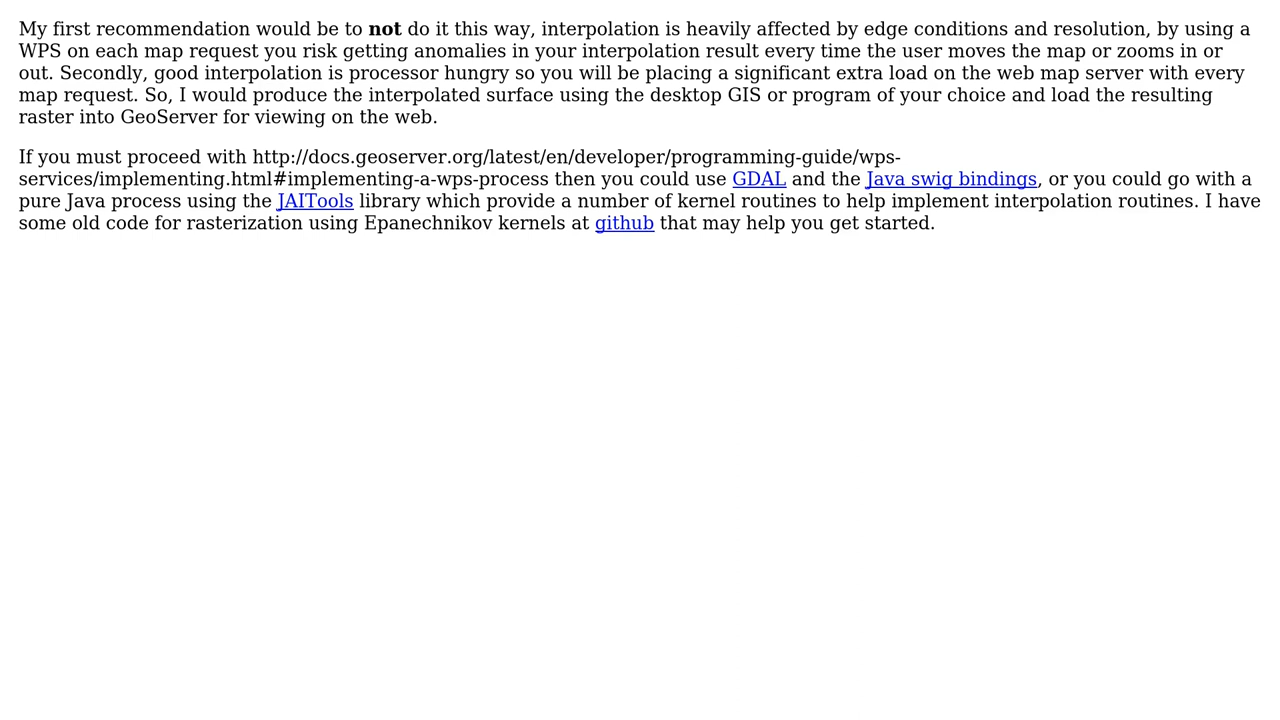 My first recommendation would be to not do it this way, interpolation is heavily affected by edge conditions and resolution, by using a
WPS on each map request you risk getting anomalies in your interpolation result every time the user moves the map or zooms in or
out. Secondly, good interpolation is processor hungry so you will be placing a significant extra load on the web map server with every
map request. So, I would produce the interpolated surface using the desktop GIS or program of your choice and load the resulting
raster into GeoServer for viewing on the web.
If you must proceed with http://docs.geoserver.org/latest/en/developer/programming-guide/wps-
services/implementing.html#implementing-a-wps-process then you could use GDAL and the Java swig bindings, or you could go with a
pure Java process using the JAITools library which provide a number of kernel routines to help implement interpolation routines. I have
some old code for rasterization using Epanechnikov kernels at github that may help you get started.